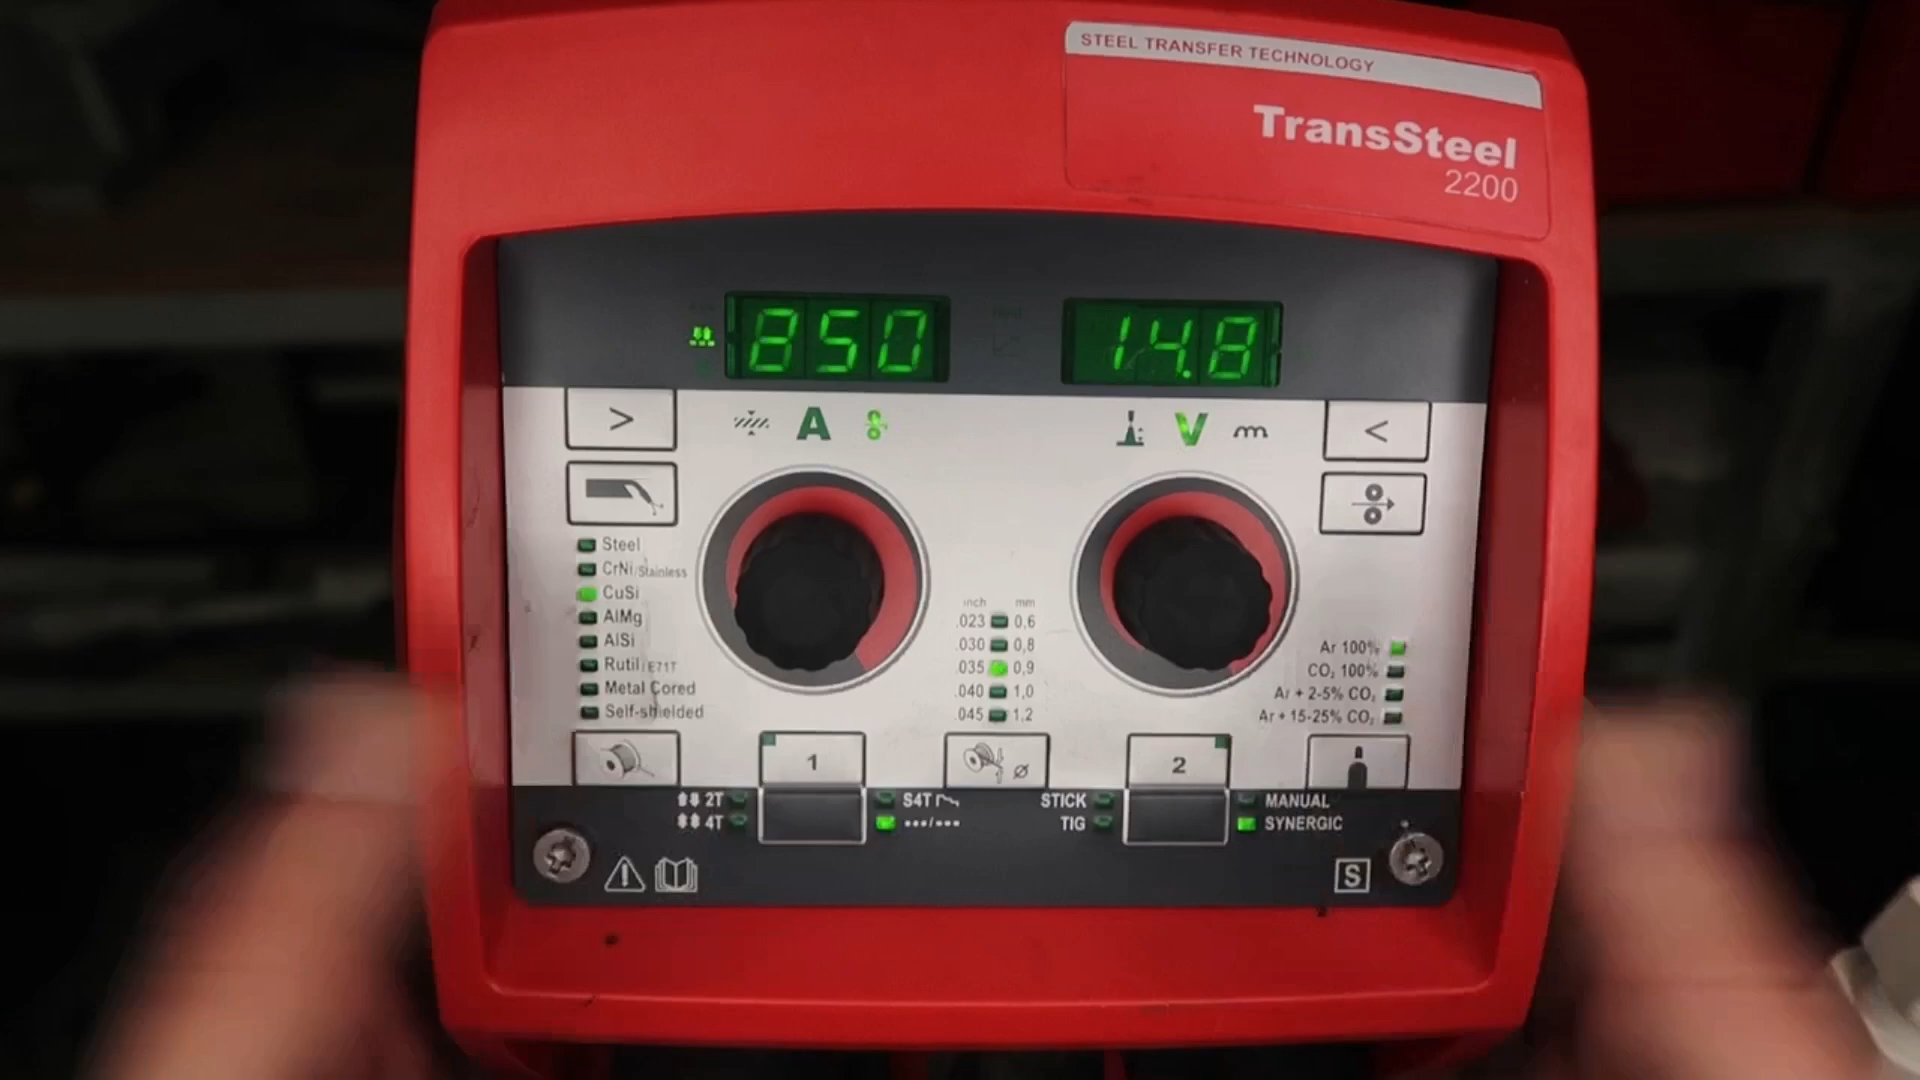 STEEL TRANSFER TECHNOLOGY
TransSteel
2200
850
14.8
>
A
V
<
Steel
CrNi/Stainless
CuSi
AlMg
AlSi
Rutil/E71T
Metal Cored
Self-shielded
inch mm
.023 0,6
.030 0,8
.035 0,9
.040 1,0
.045 1,2
Ar 100%
CO₂ 100%
Ar + 2-5% CO₂
Ar + 15-25% CO₂
1
Ø
2
2T
4T
S4T
•••/•••
STICK
TIG
MANUAL
SYNERGIC
S